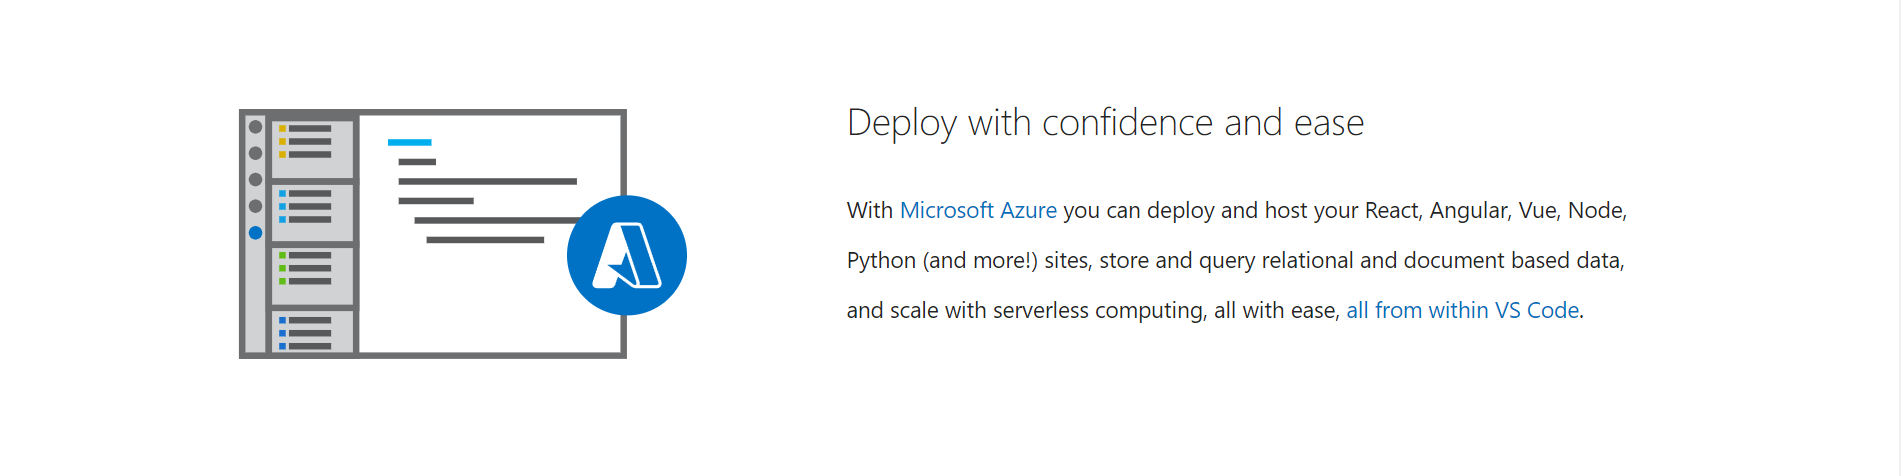 Deploy with confidence and ease
With Microsoft Azure you can deploy and host your React, Angular, Vue, Node,
Python (and more!) sites, store and query relational and document based data,
and scale with serverless computing, all with ease, all from within VS Code.